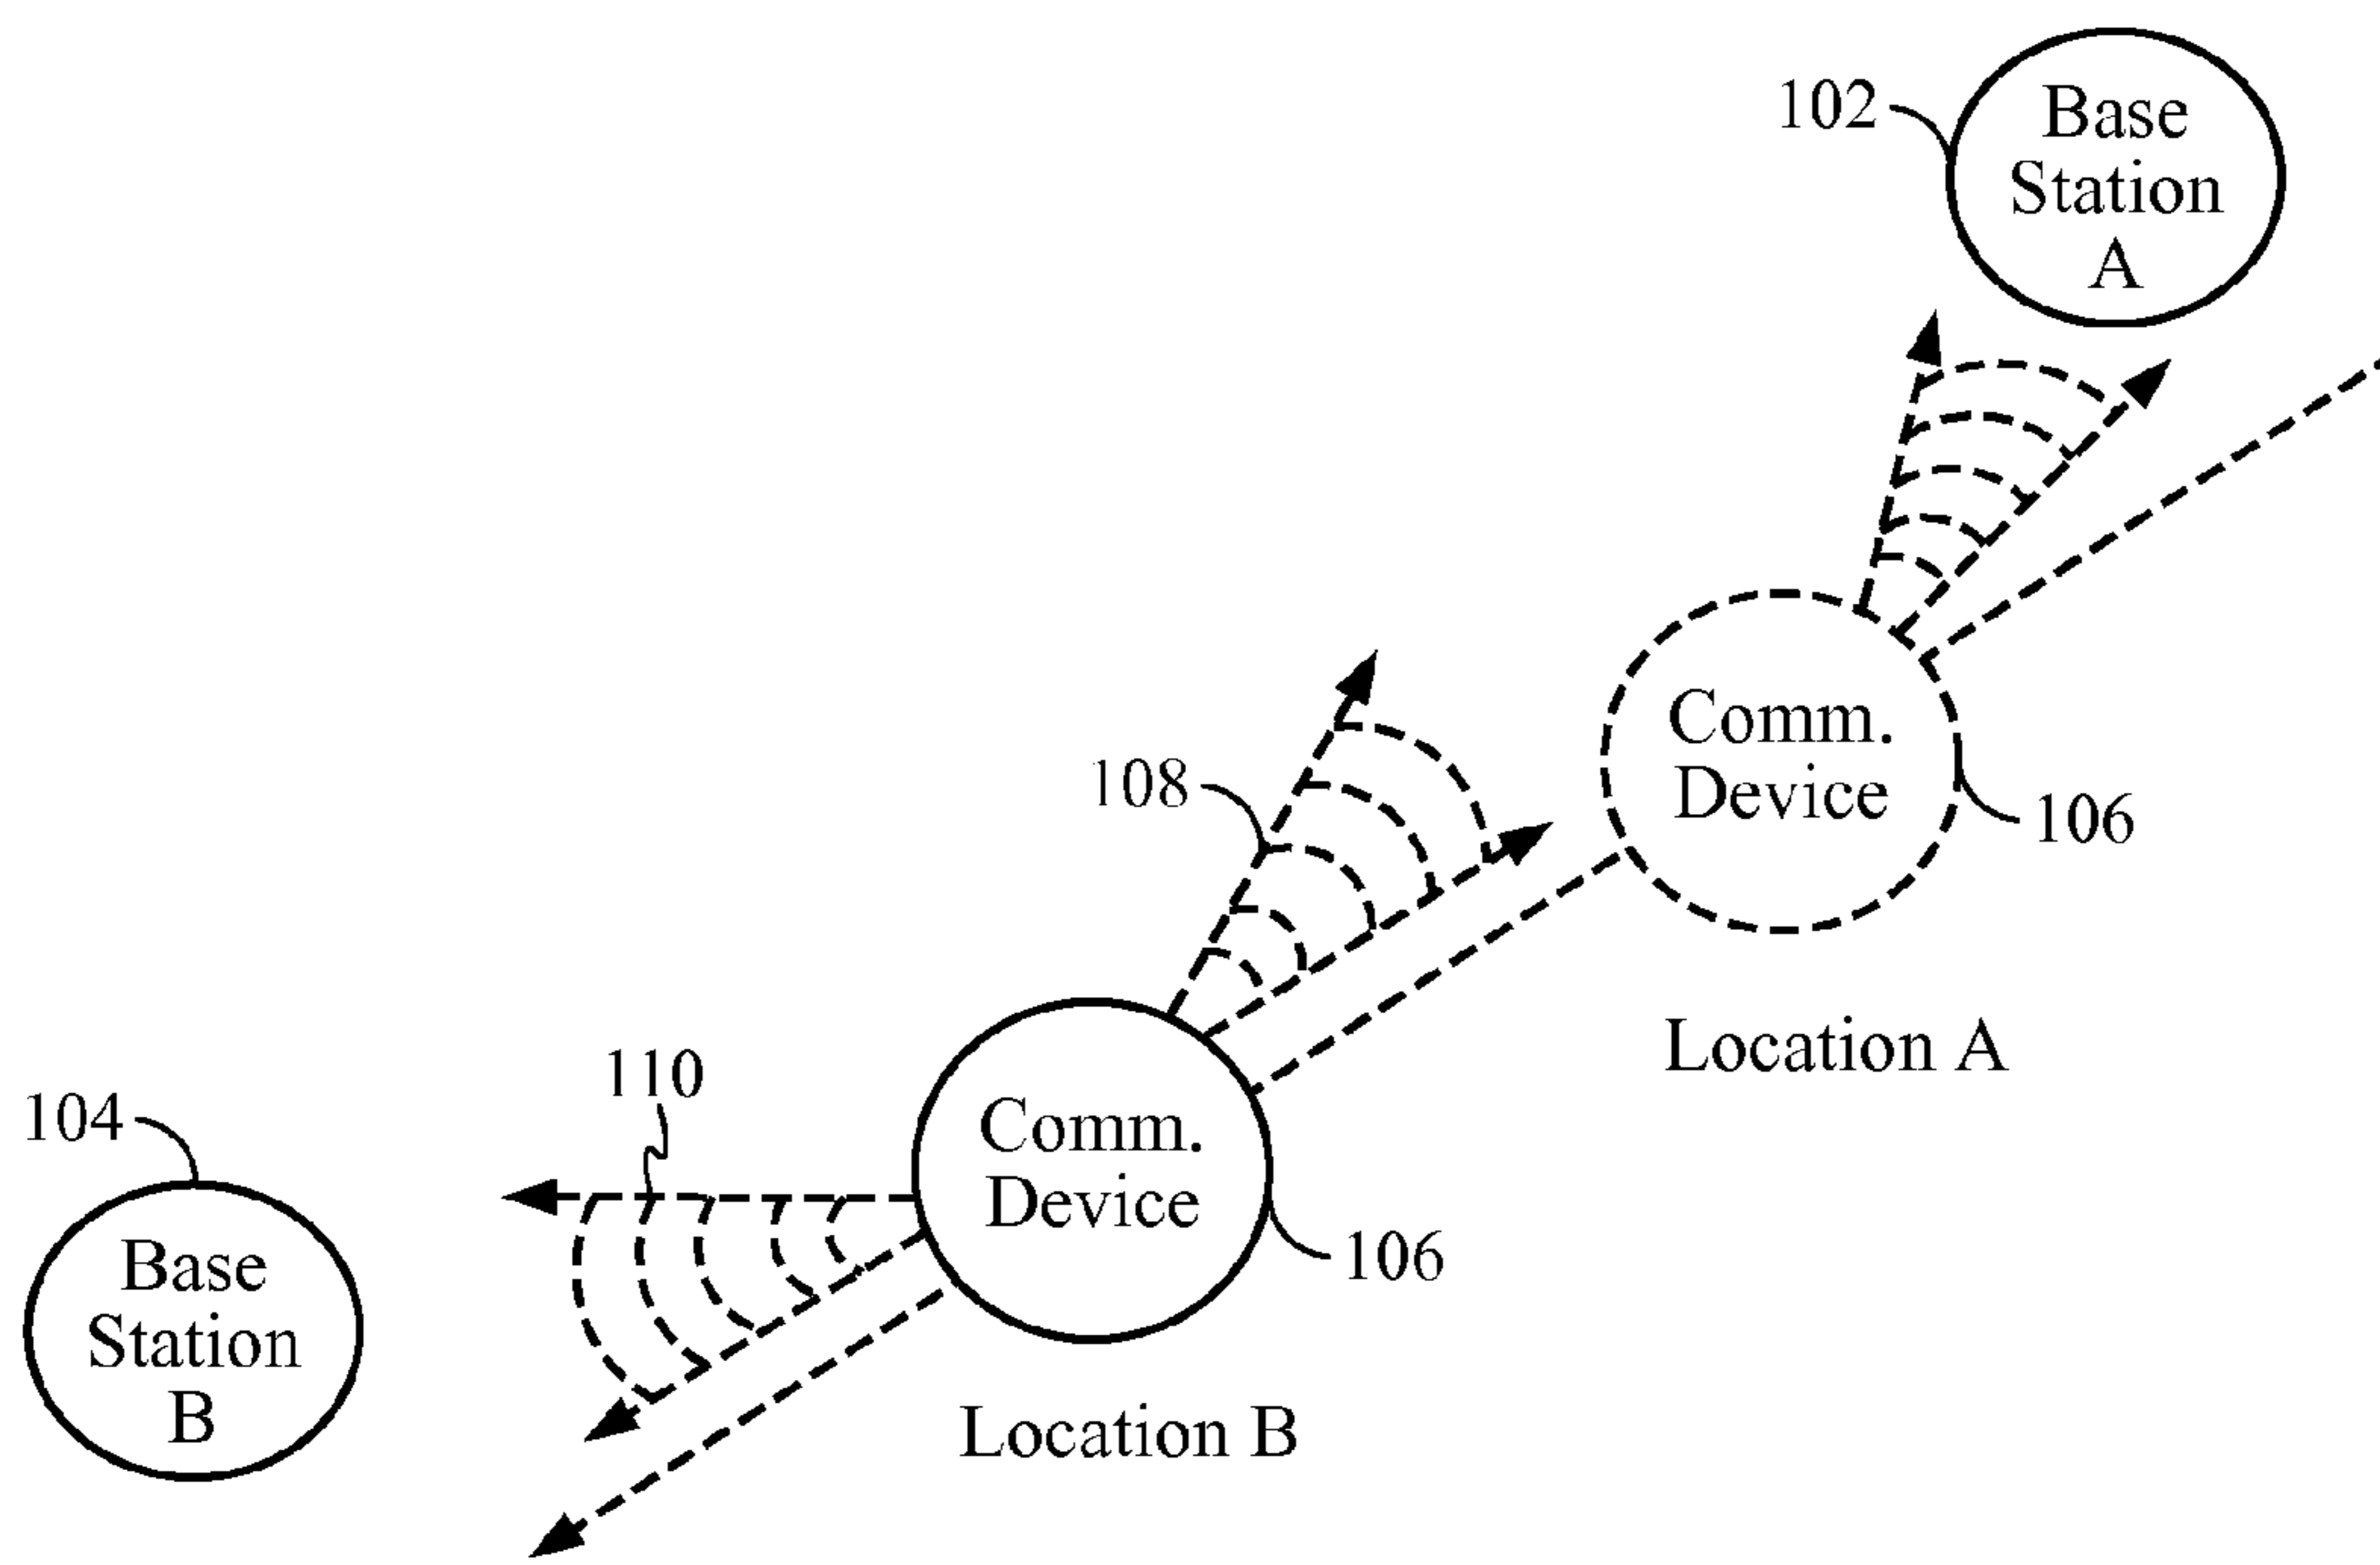 102
Base
Station
A
Comm.
Device
106
Location A
108
110
104
Base
Station
B
Comm.
Device
106
Location B